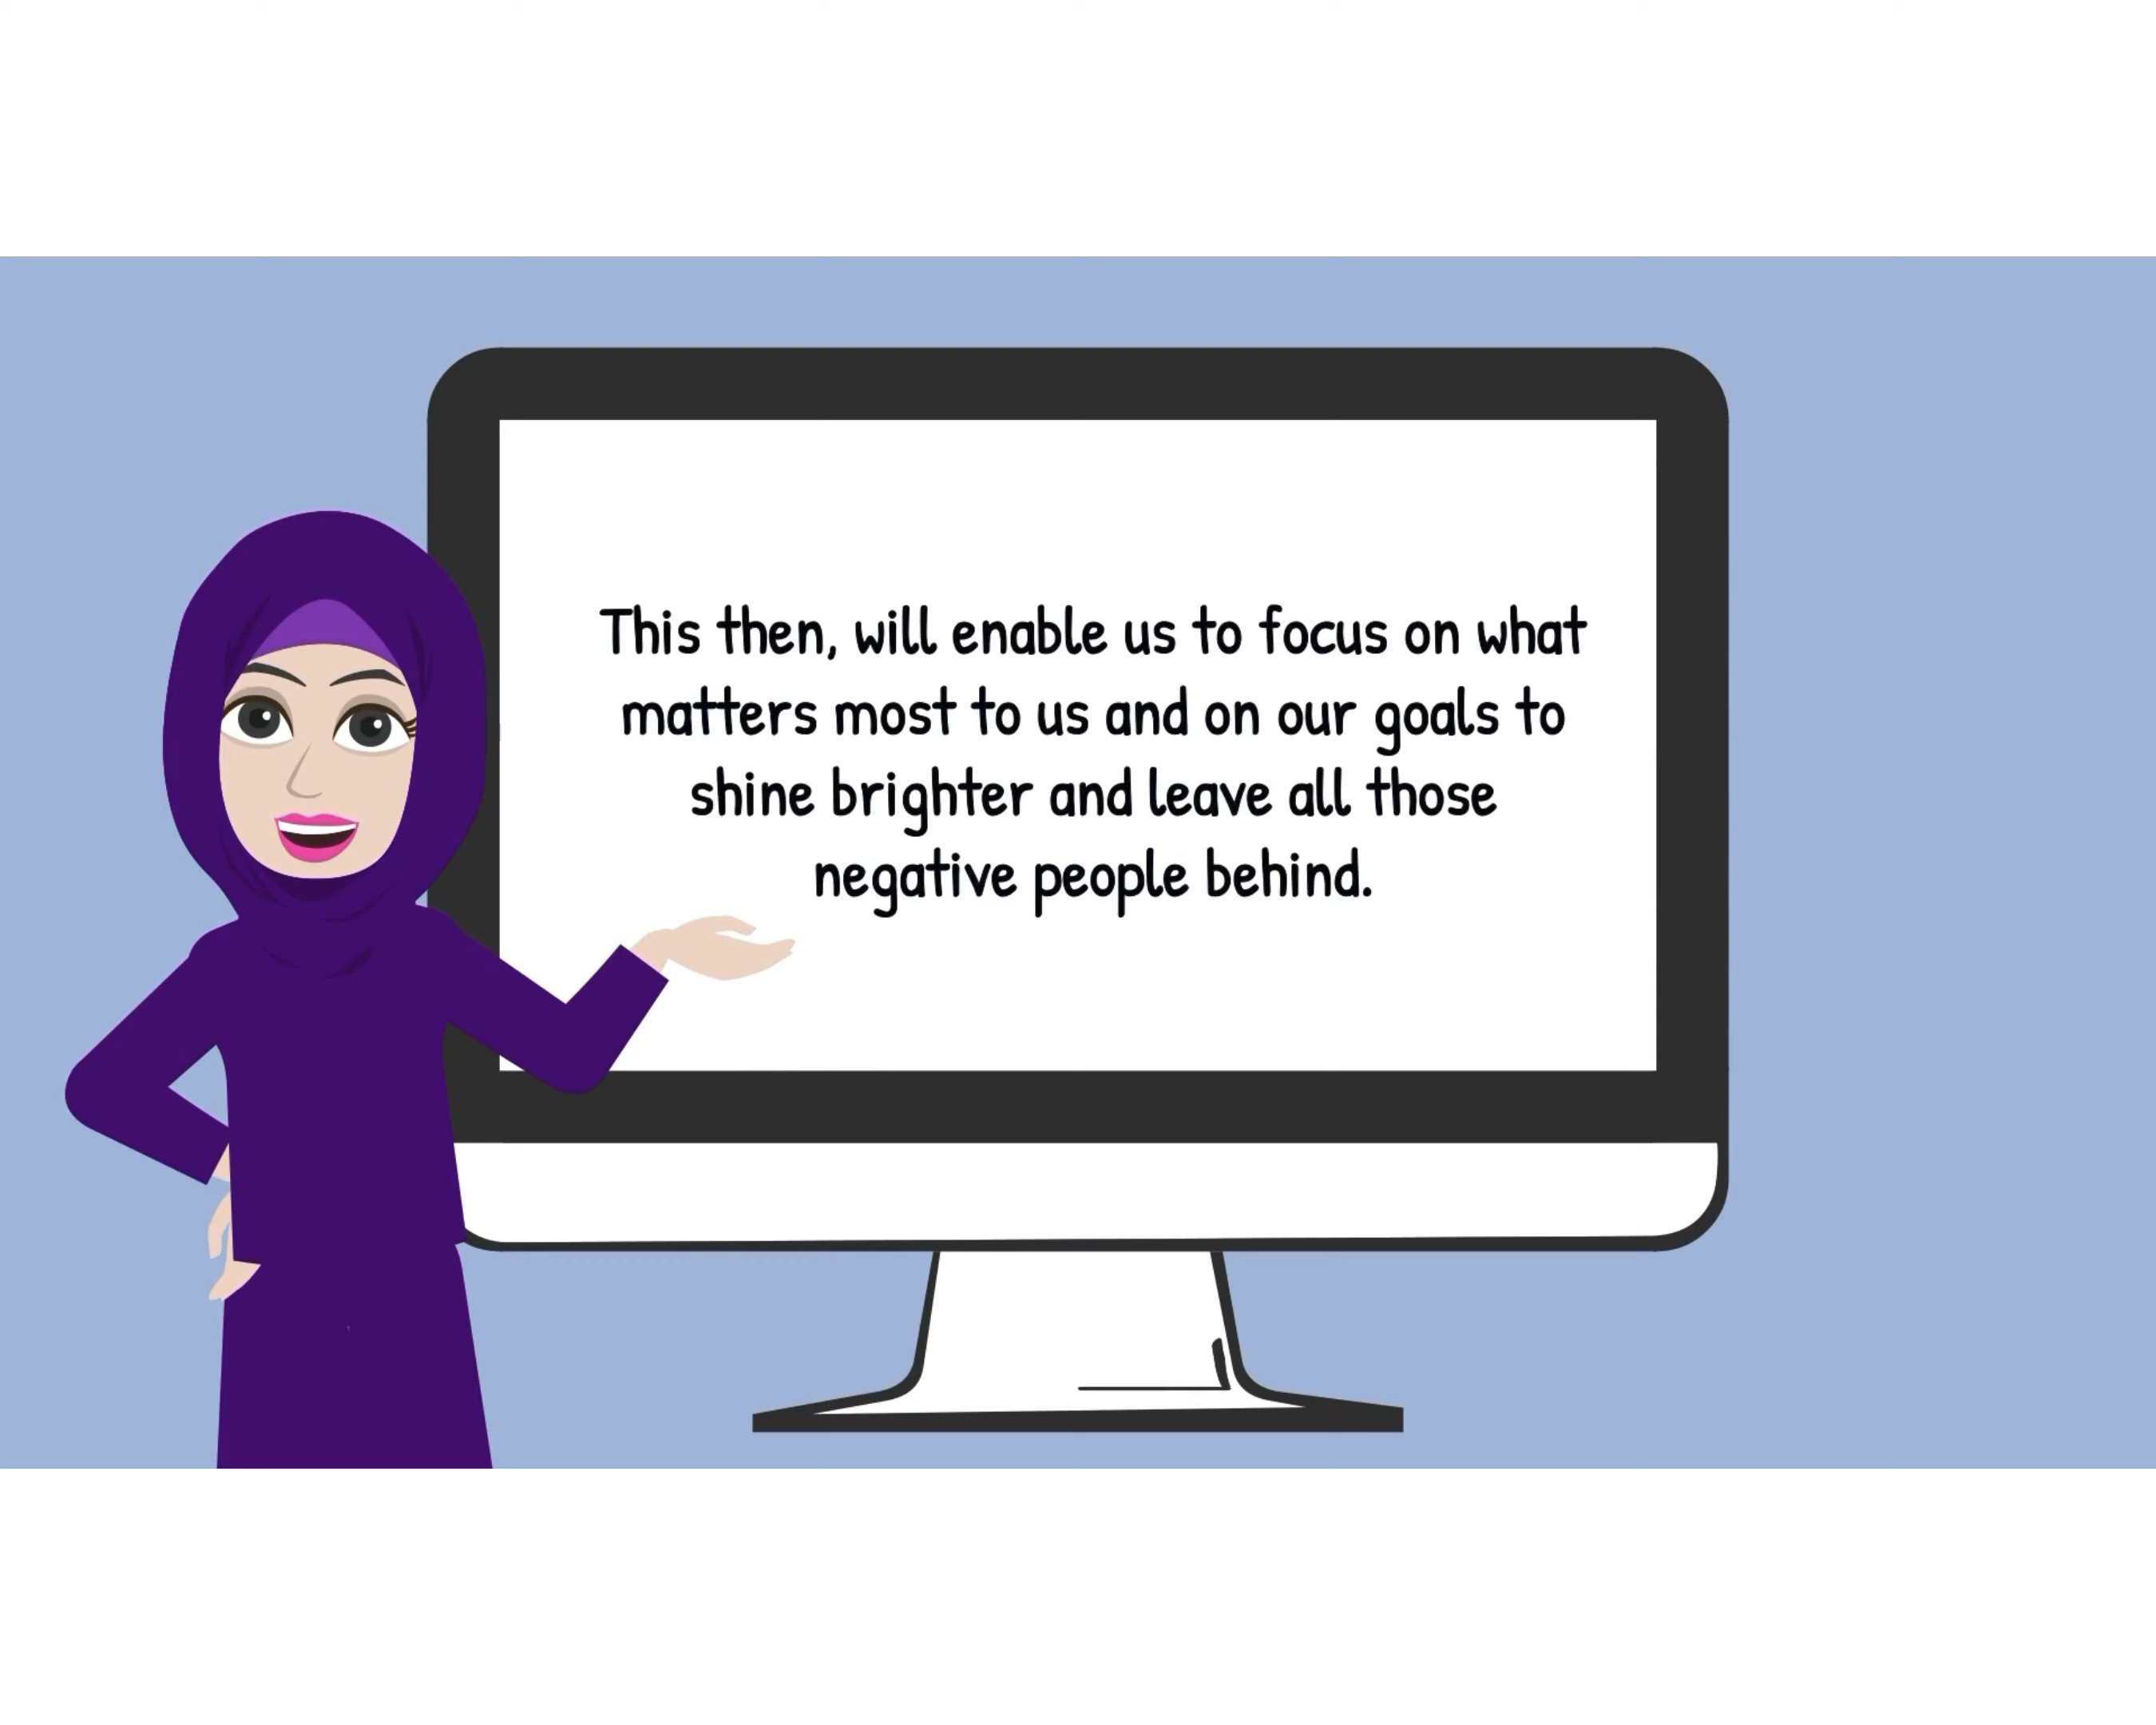 This then, will enable us to focus on what
matters most to us and on our goals to
shine brighter and leave all those
negative people behind.